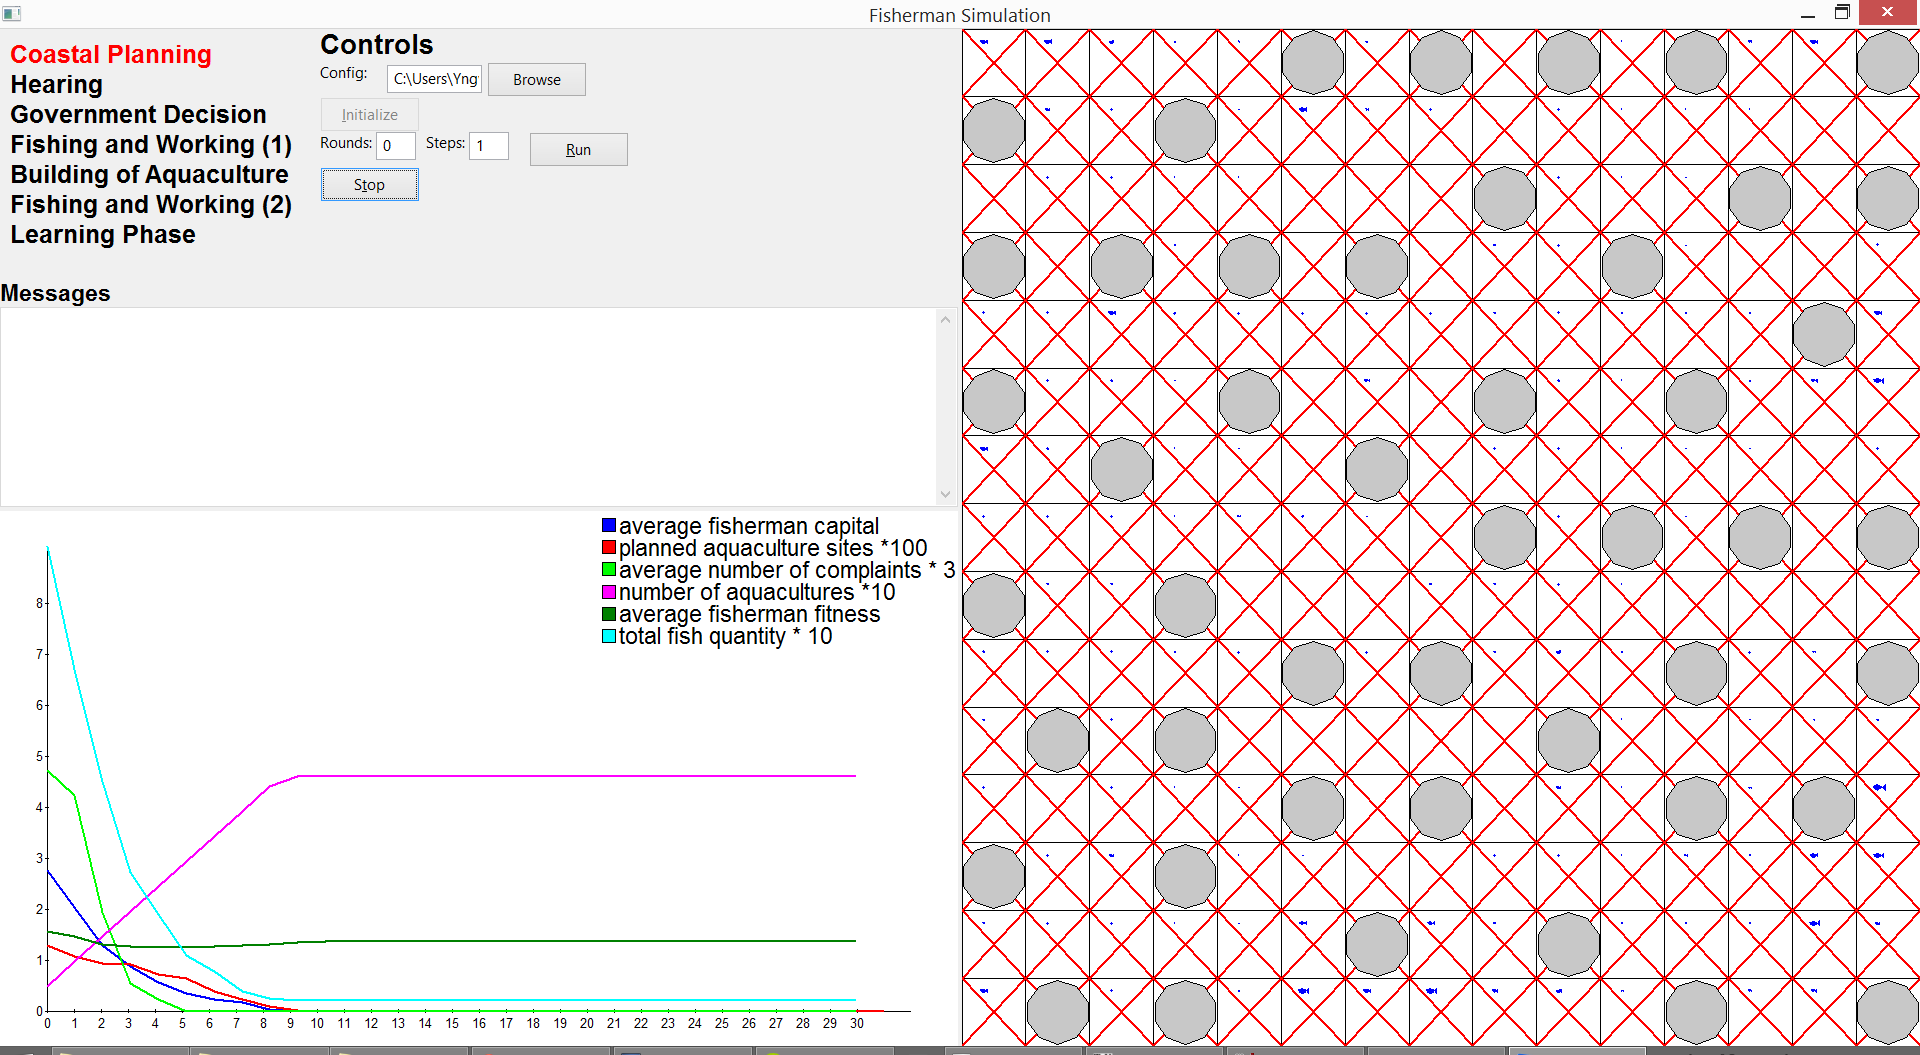 Fisherman Simulation
Coastal Planning
Hearing
Government Decision
Fishing and Working (1)
Building of Aquaculture
Fishing and Working (2)
Learning Phase
Controls
Config: C:\Users\Yng Browse
Initialize
Rounds: 0 Steps: 1 Run
Stop
Messages
average fisherman capital
planned aquaculture sites *100
average number of complaints * 3
number of aquacultures *10
average fisherman fitness
total fish quantity * 10
8
7
6
5
4
3
2
1
0
0 1 2 3 4 5 6 7 8 9 10 11 12 13 14 15 16 17 18 19 20 21 22 23 24 25 26 27 28 29 30